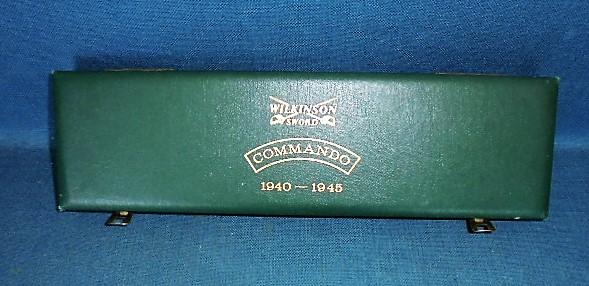 WILKINSON
SWORD
COMMANDO
1940 — 1945